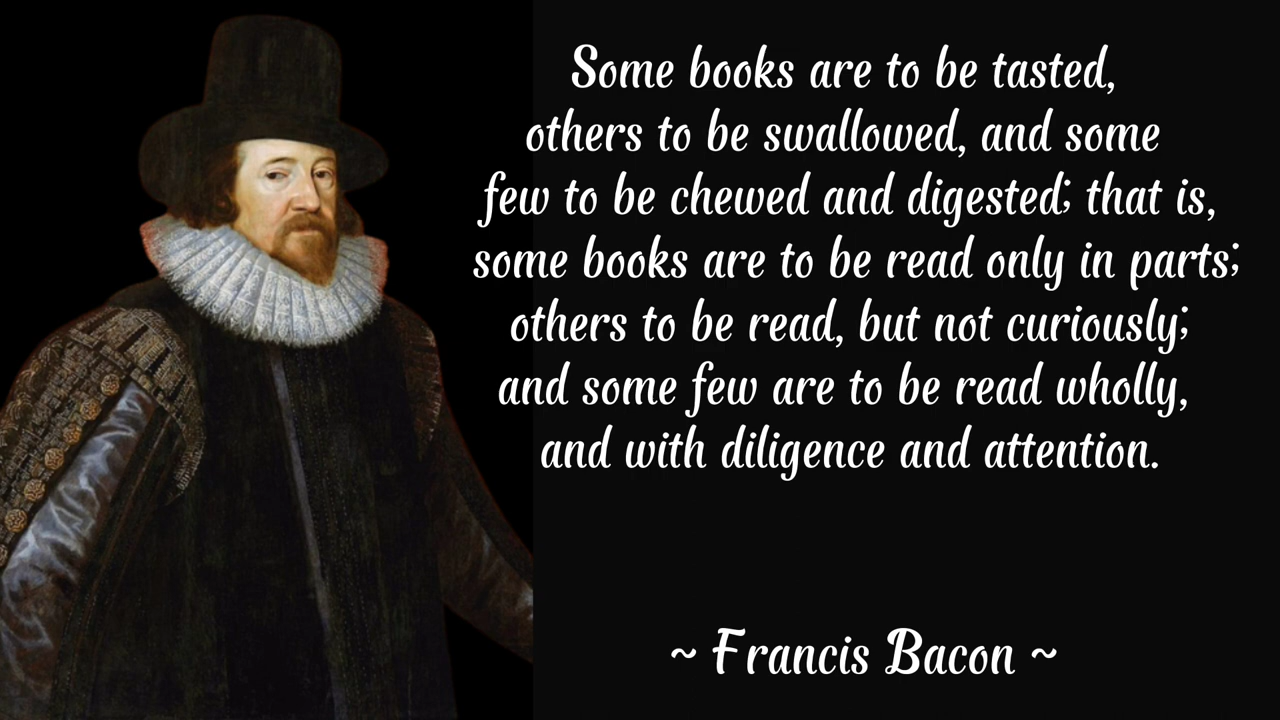 Some books are to be tasted,
others to be swallowed, and some
few to be chewed and digested; that is,
some books are to be read only in parts;
others to be read, but not curiously;
and some few are to be read wholly,
and with diligence and attention.
~ Francis Bacon ~